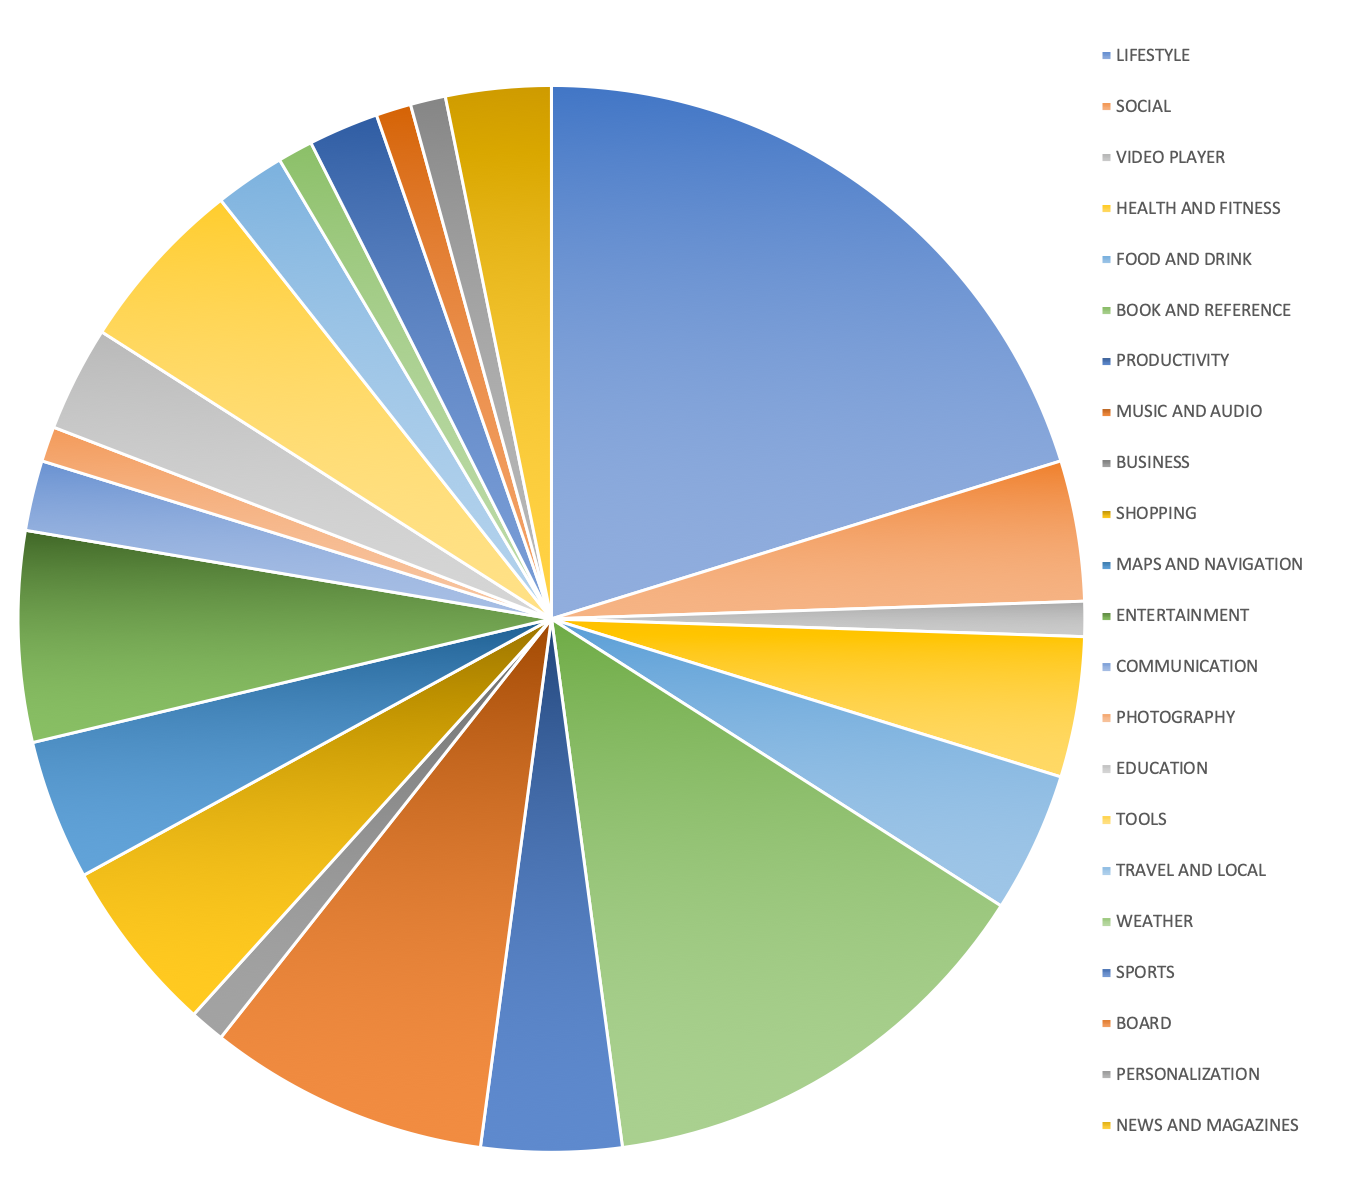 LIFESTYLE
SOCIAL
VIDEO PLAYER
HEALTH AND FITNESS
FOOD AND DRINK
BOOK AND REFERENCE
PRODUCTIVITY
MUSIC AND AUDIO
BUSINESS
SHOPPING
MAPS AND NAVIGATION
ENTERTAINMENT
COMMUNICATION
PHOTOGRAPHY
EDUCATION
TOOLS
TRAVEL AND LOCAL
WEATHER
SPORTS
BOARD
PERSONALIZATION
NEWS AND MAGAZINES